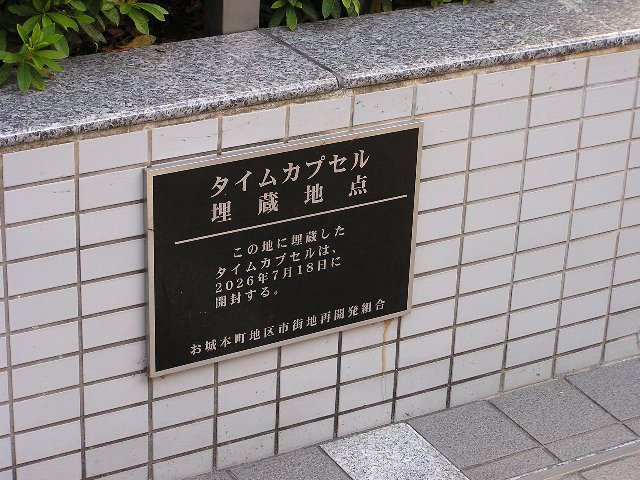 タイムカプセル
埋蔵地点
この地に埋蔵した
タイムカプセルは、
2026年7月18日に
開封する。
お城本町地区市街地再開発組合